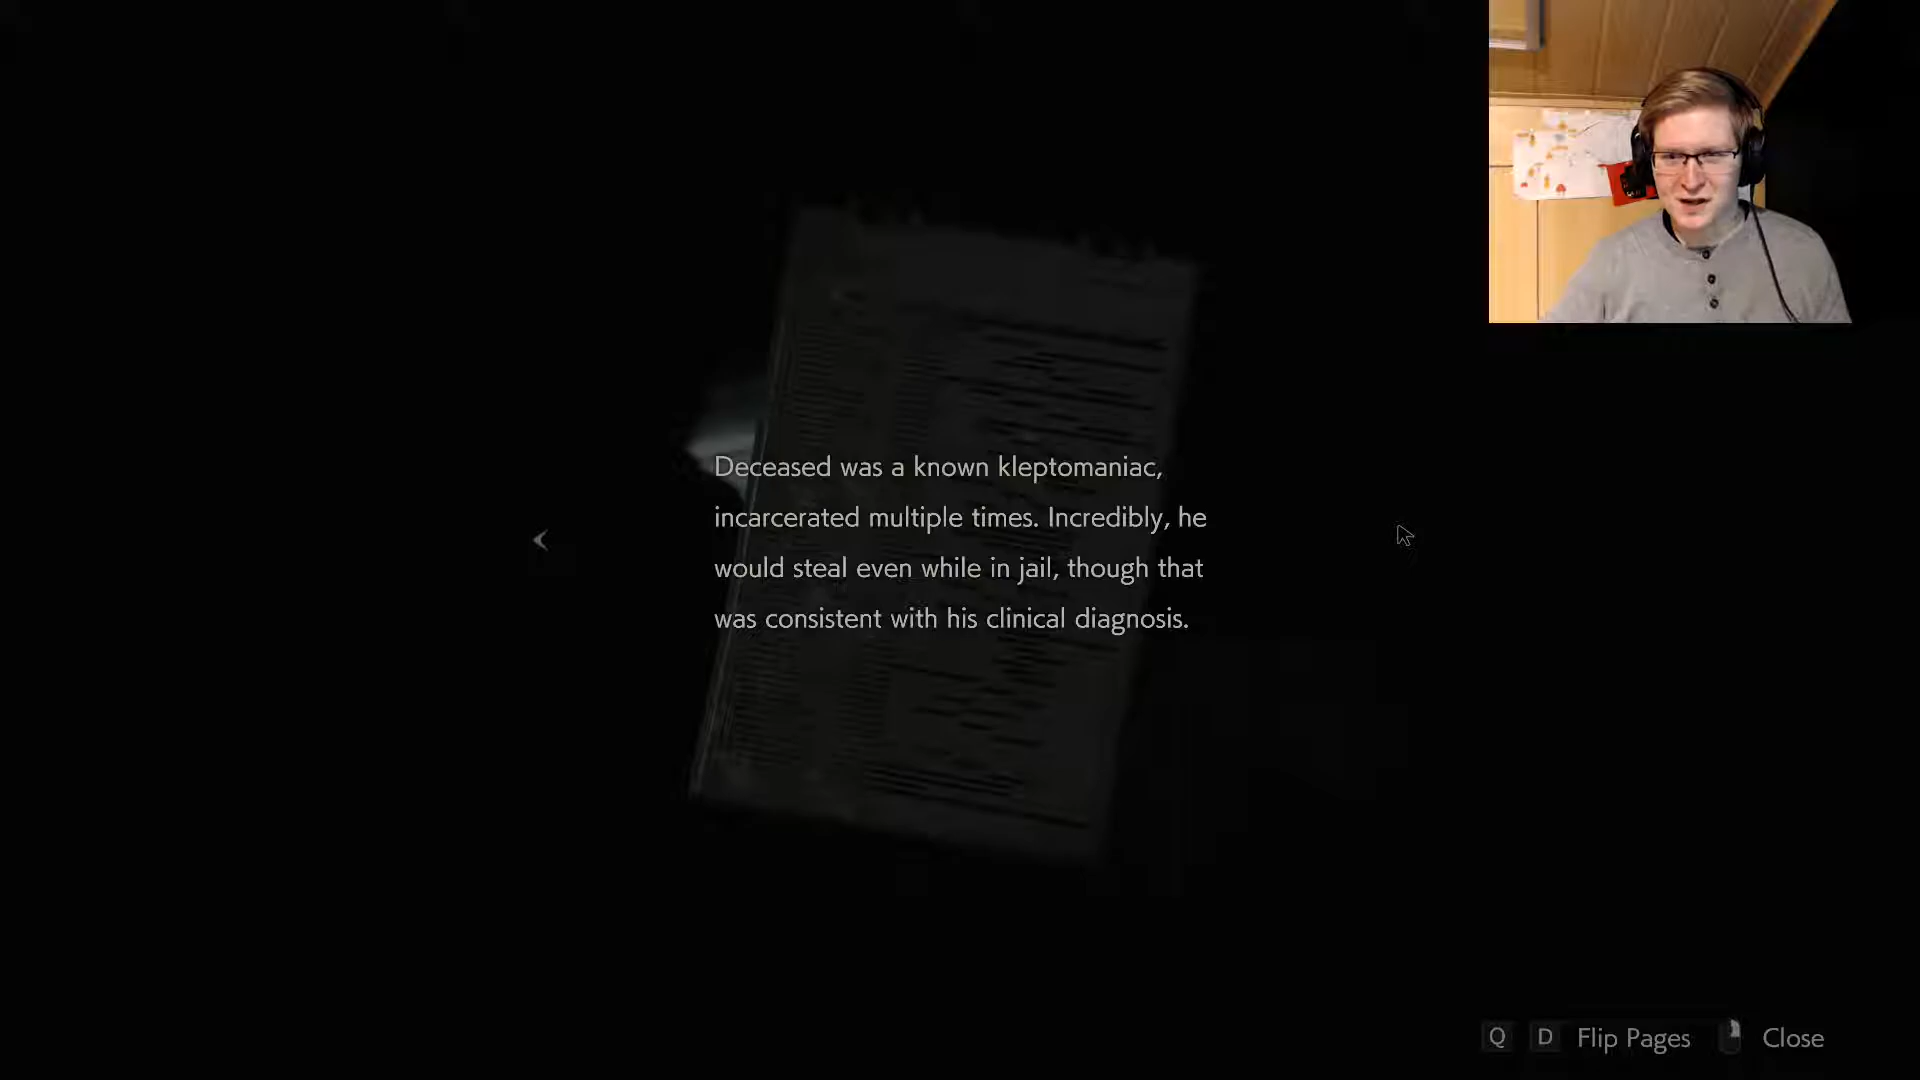 Deceased was a known kleptomaniac,
incarcerated multiple times. Incredibly, he
would steal even while in jail, though that
was consistent with his clinical diagnosis.
Q D Flip Pages Close